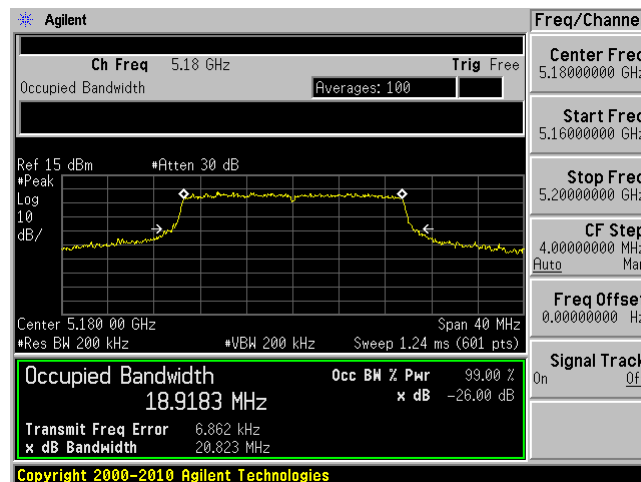 Agilent
Freq/Channe
Ch Freq 5.18 GHz Trig Free
Occupied Bandwidth Averages: 100
Center Freq
5.18000000 GHz
Start Freq
5.16000000 GHz
Stop Freq
5.20000000 GHz
CF Step
4.00000000 MHz
Auto Man
Freq Offset
0.00000000 Hz
Signal Track
On Off
Ref 15 dBm #Atten 30 dB
#Peak
Log
10
dB/
Center 5.180 00 GHz Span 40 MHz
#Res BW 200 kHz #VBW 200 kHz Sweep 1.24 ms (601 pts)
Occupied Bandwidth Occ BW % Pwr 99.00 %
18.9183 MHz x dB -26.00 dB
Transmit Freq Error 6.862 kHz
x dB Bandwidth 20.823 MHz
Copyright 2000-2010 Agilent Technologies